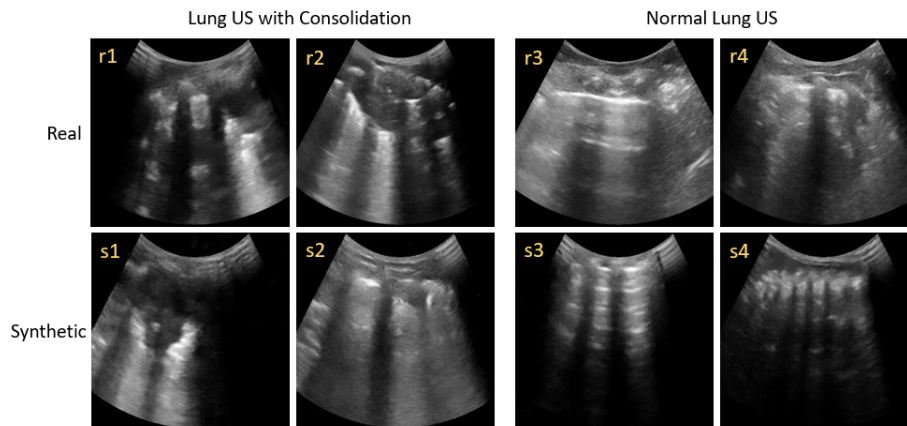 Lung US with Consolidation
Normal Lung US
Real
r1
r2
r3
r4
Synthetic
s1
s2
s3
s4